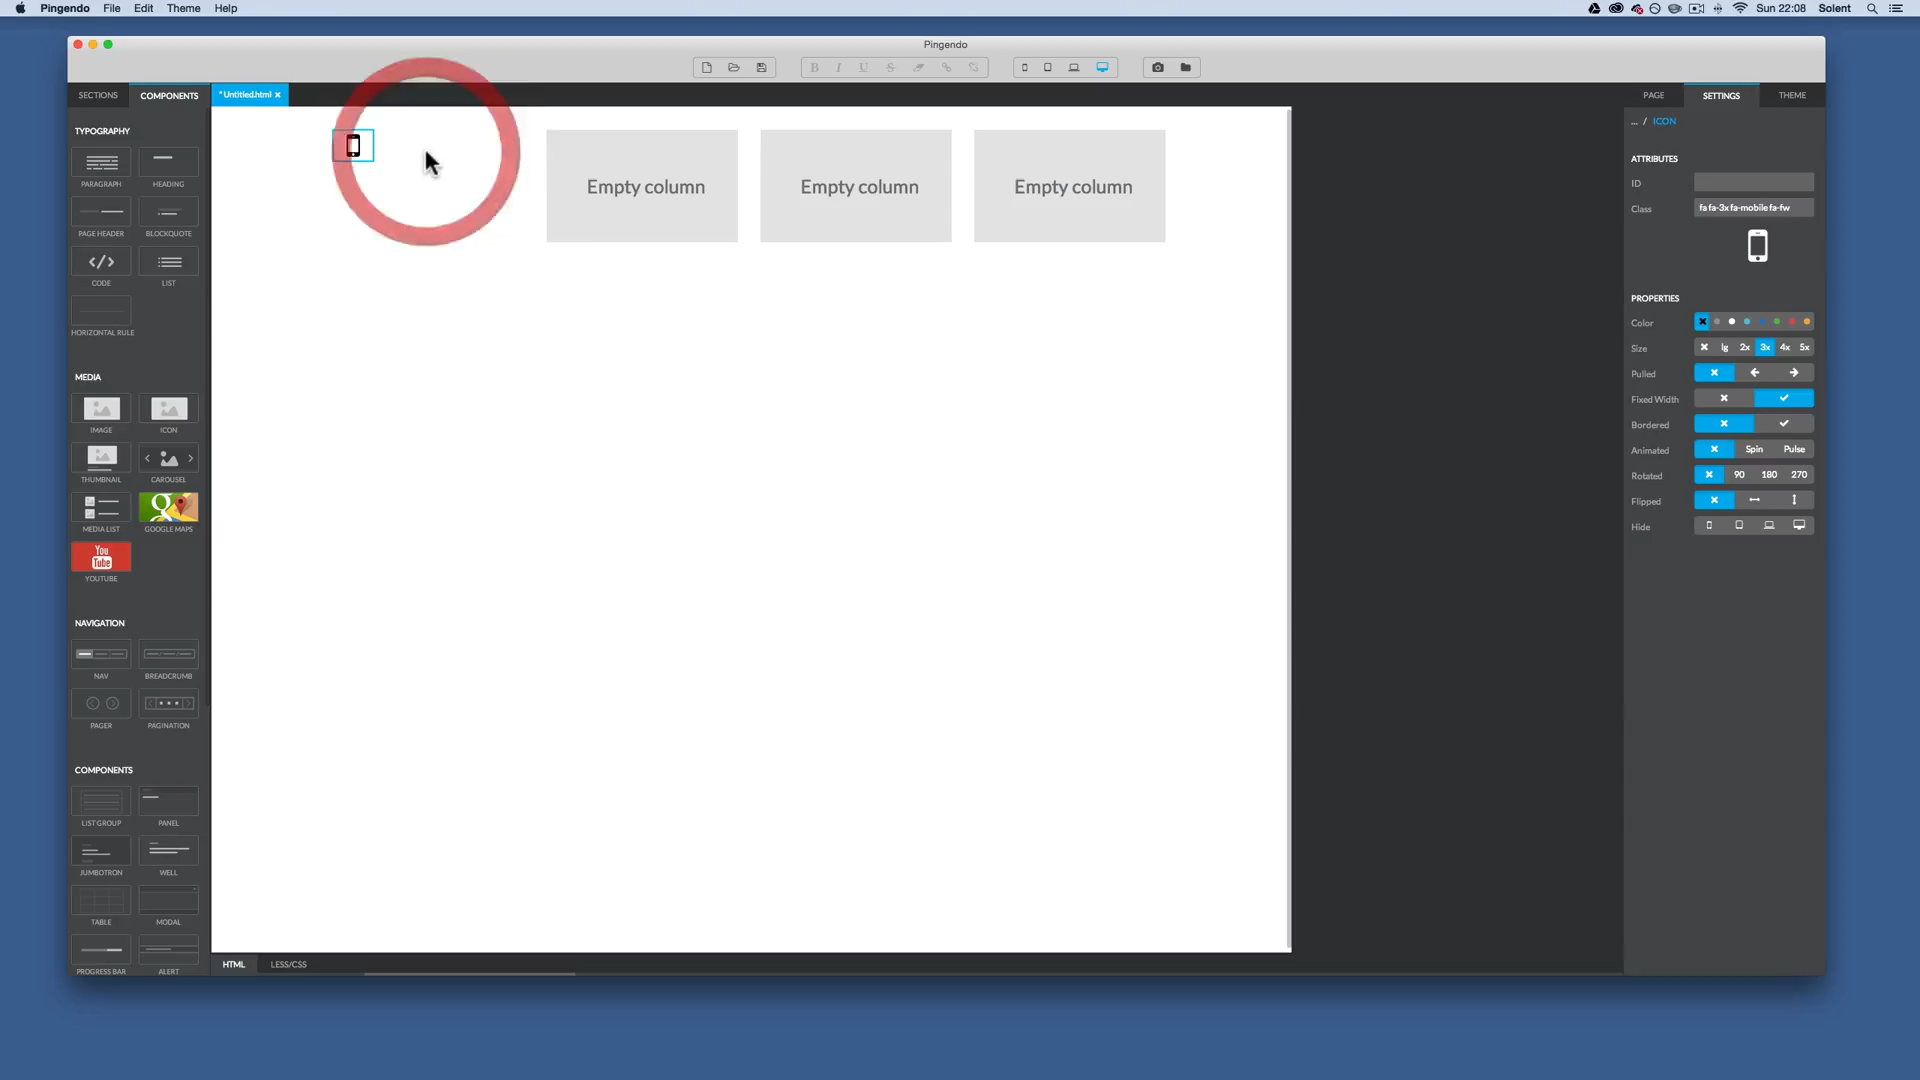 Pingendo File Edit Theme Help Sun 22:08 Solent
Pingendo
SECTIONS COMPONENTS * Untitled.html × PAGE SETTINGS THEME
... / ICON
TYPOGRAPHY
PARAGRAPH HEADING
PAGE HEADER BLOCKQUOTE
CODE LIST
HORIZONTAL RULE
MEDIA
IMAGE ICON
THUMBNAIL CAROUSEL
MEDIA LIST GOOGLE MAPS
You
Tube
YOUTUBE
NAVIGATION
NAV BREADCRUMB
PAGER PAGINATION
COMPONENTS
LIST GROUP PANEL
JUMBOTRON WELL
TABLE MODAL
PROGRESS BAR ALERT
Empty column Empty column Empty column
HTML LESS/CSS
ATTRIBUTES
ID
Class fa fa-3x fa-mobile fa-fw
PROPERTIES
Color
Size lg 2x 3x 4x 5x
Pulled
Fixed Width
Bordered
Animated Spin Pulse
Rotated 90 180 270
Flipped
Hide